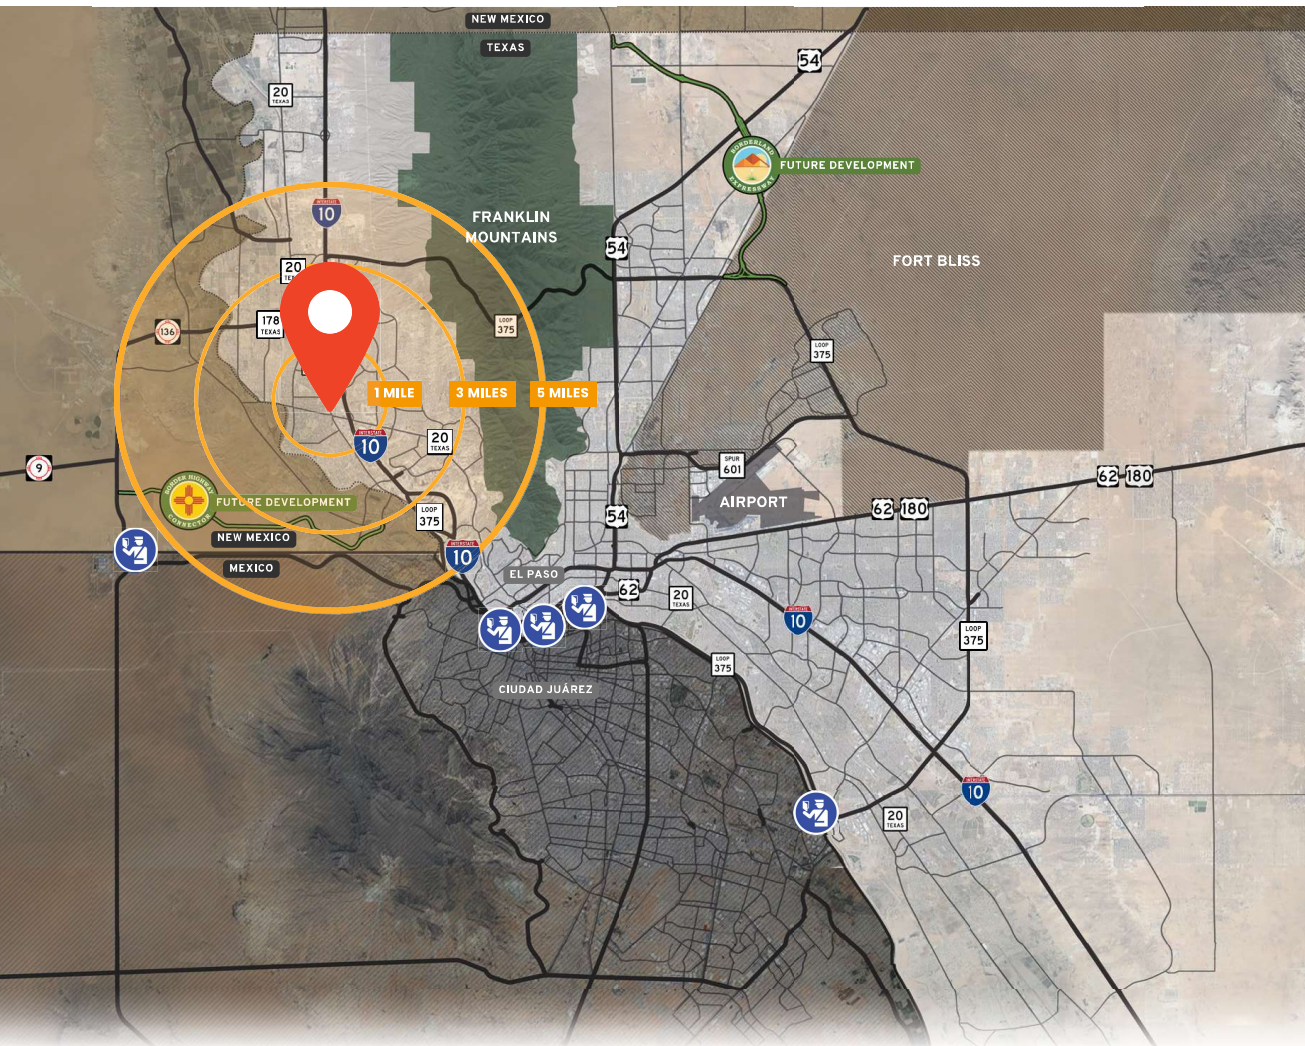 NEW MEXICO
TEXAS
54
20
TEXAS
BORDERLAND
EXPRESSWAY
FUTURE DEVELOPMENT
INTERSTATE
10
FRANKLIN
MOUNTAINS
54
FORT BLISS
20
178
TEXAS
136
LOOP
375
LOOP
375
1 MILE
3 MILES
5 MILES
INTERSTATE
10
20
TEXAS
9
SPUR
601
62
180
BORDER HIGHWAY
CONNECTOR
FUTURE DEVELOPMENT
AIRPORT
62
180
LOOP
375
54
NEW MEXICO
MEXICO
INTERSTATE
10
EL PASO
62
20
TEXAS
INTERSTATE
10
LOOP
375
LOOP
375
CIUDAD JUÁREZ
INTERSTATE
10
20
TEXAS